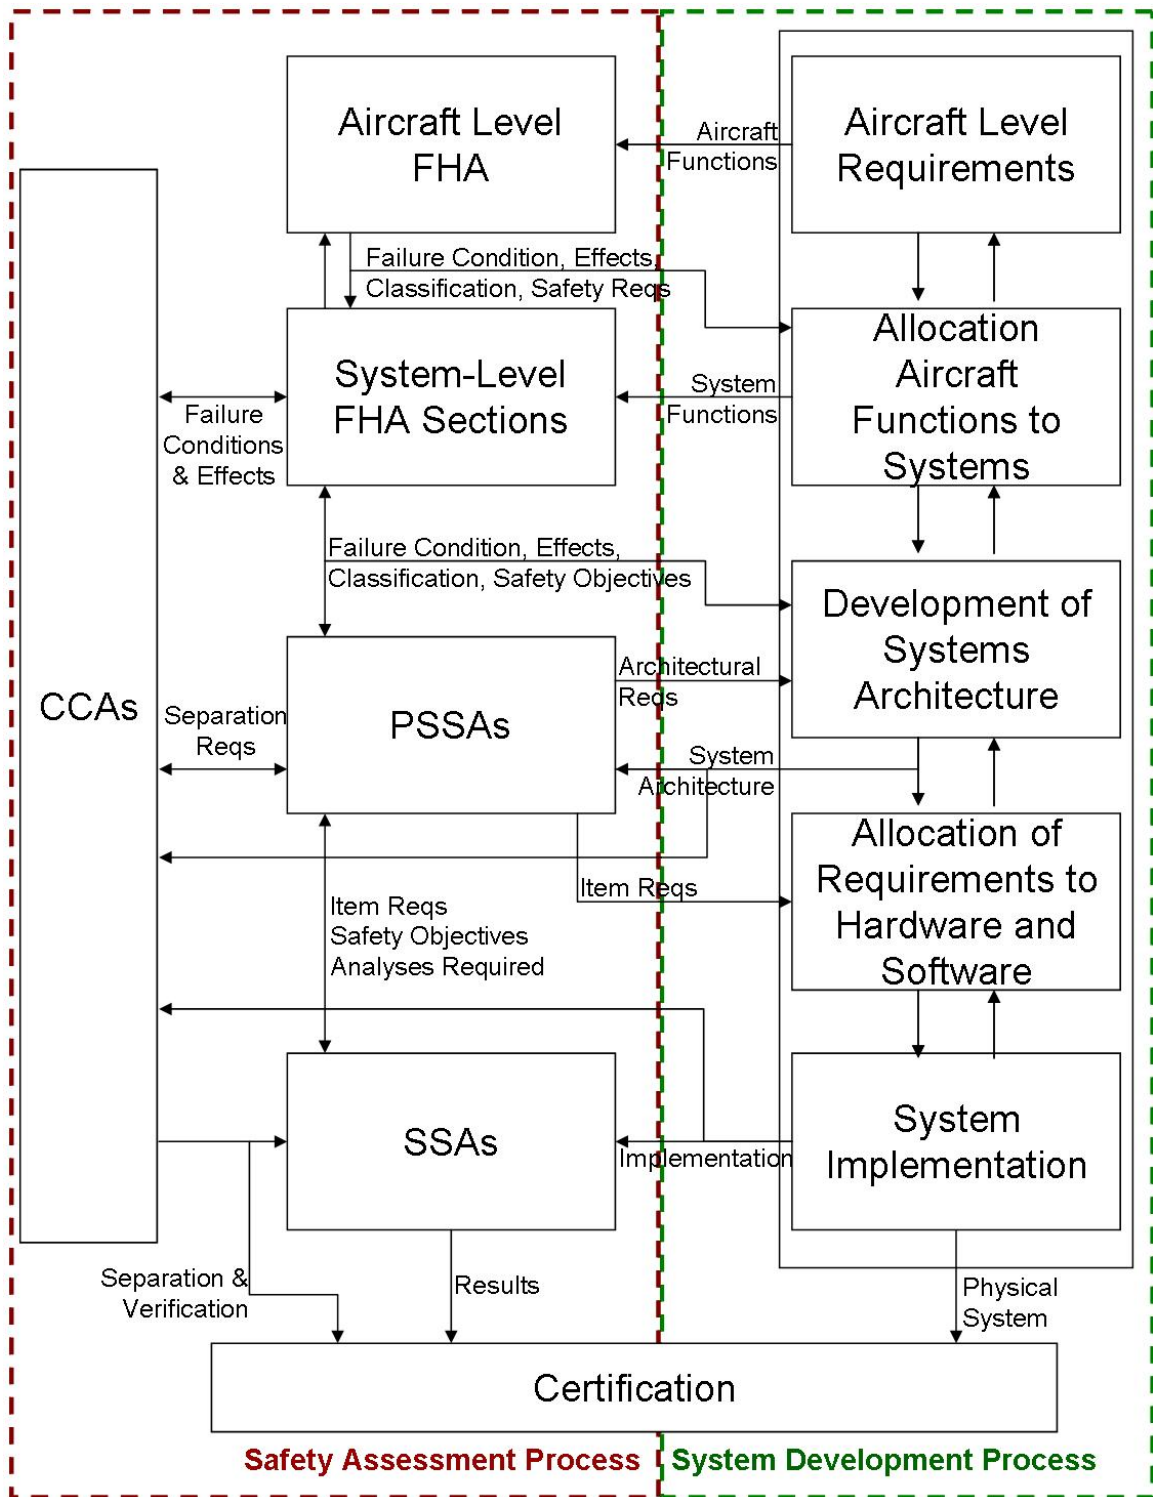 Aircraft Level
FHA
Aircraft
Functions
Aircraft Level
Requirements
Failure Condition, Effects,
Classification, Safety Reqs
System-Level
FHA Sections
System
Functions
Allocation
Aircraft
Functions to
Systems
Failure
Conditions
& Effects
Failure Condition, Effects,
Classification, Safety Objectives
Development of
Systems
Architecture
CCAs
Separation
Reqs
PSSAs
Architectural
Reqs
System
Architecture
Allocation of
Requirements to
Hardware and
Software
Item Reqs
Item Reqs
Safety Objectives
Analyses Required
SSAs
Implementation
System
Implementation
Separation &
Verification
Results
Physical
System
Certification
Safety Assessment Process
System Development Process